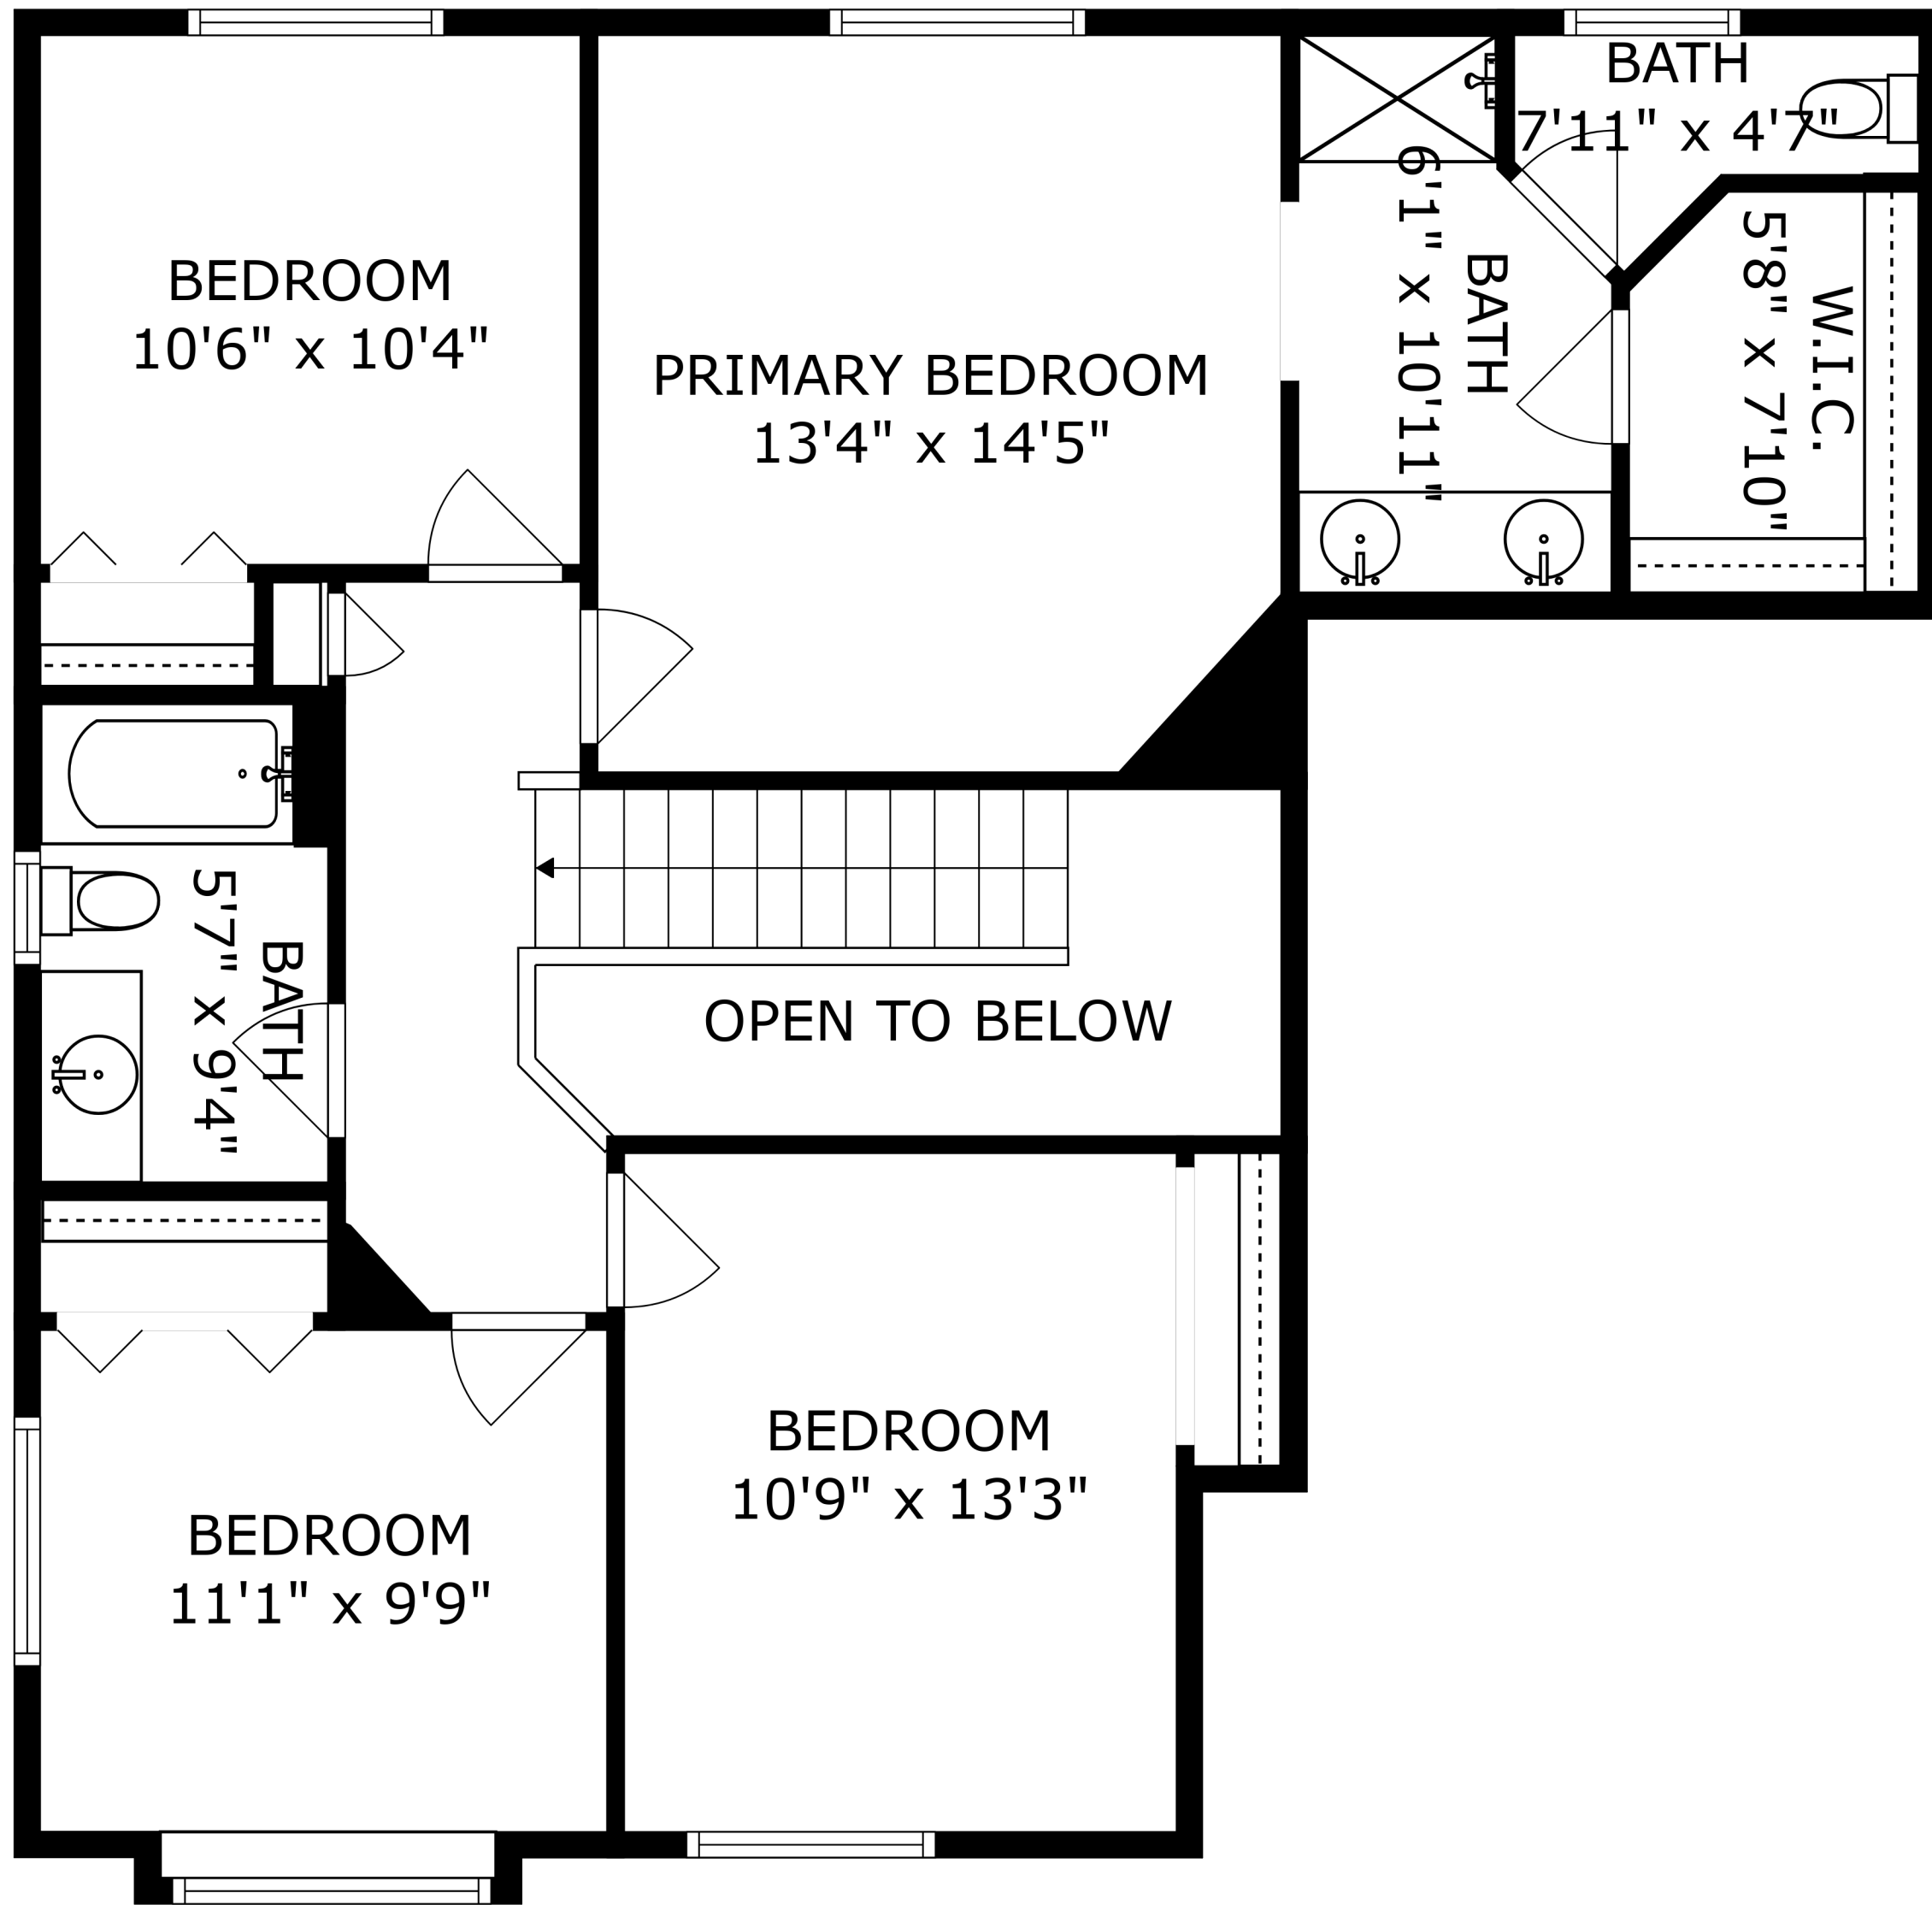 BATH
7'11" x 4'7"
BEDROOM
10'6" x 10'4"
PRIMARY BEDROOM
13'4" x 14'5"
BATH
6'1" x 10'11"
W.I.C.
5'8" x 7'10"
BATH
5'7" x 9'4"
OPEN TO BELOW
BEDROOM
10'9" x 13'3"
BEDROOM
11'1" x 9'9"